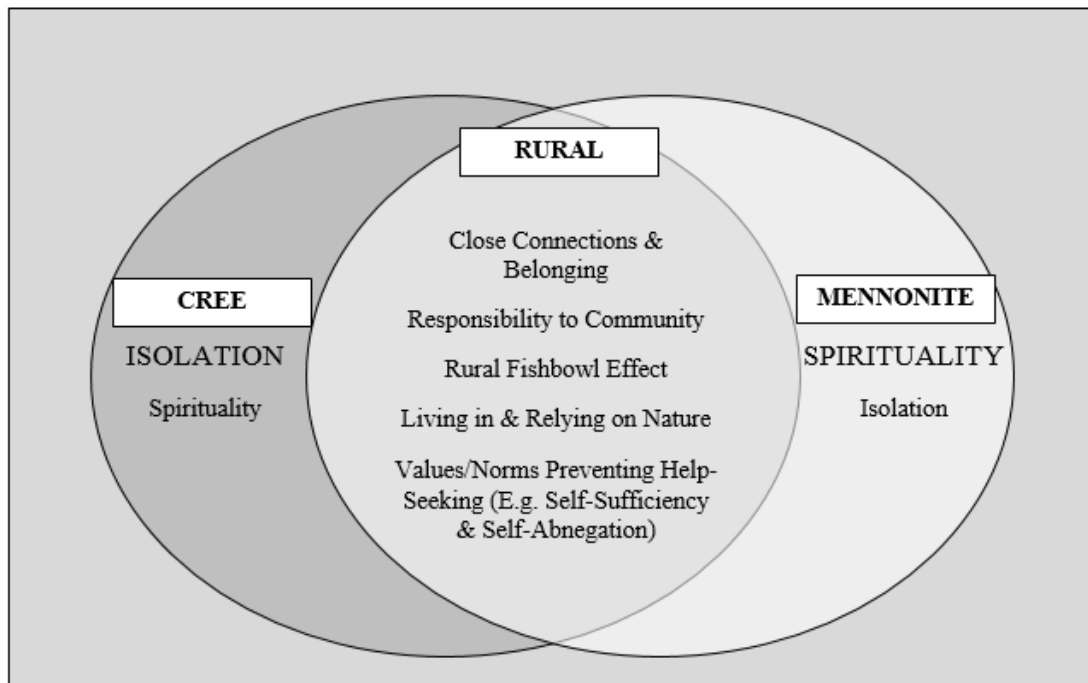 RURAL
Close Connections &
Belonging
Responsibility to Community
Rural Fishbowl Effect
Living in & Relying on Nature
Values/Norms Preventing Help-
Seeking (E.g. Self-Sufficiency
& Self-Abnegation)
CREE
ISOLATION
Spirituality
MENNONITE
SPIRITUALITY
Isolation